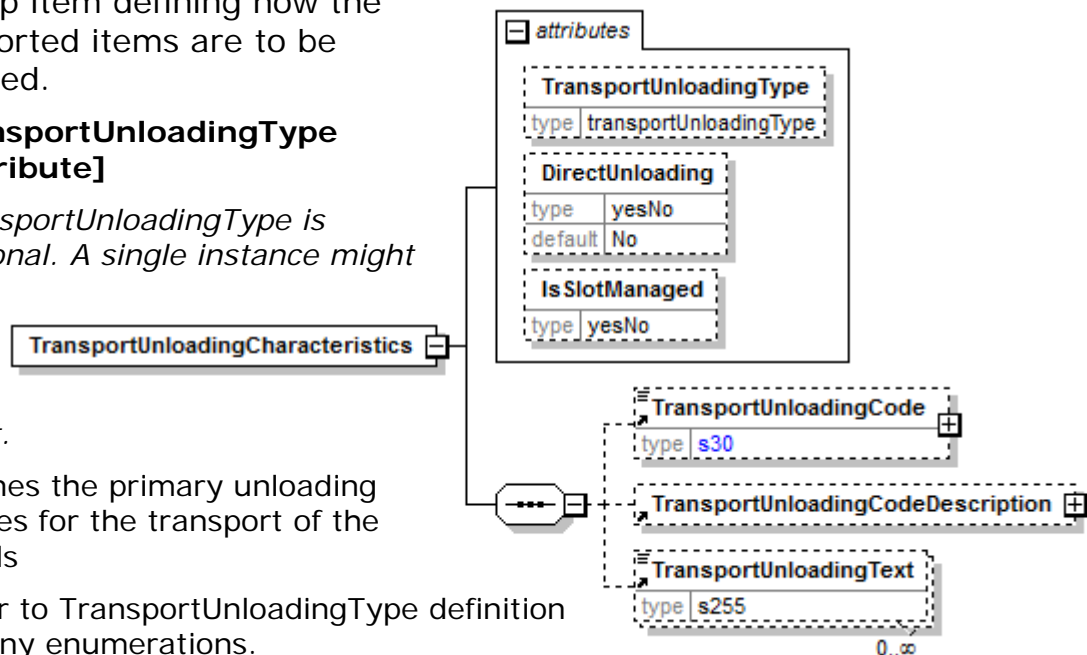 p item defining how the
orted items are to be
ed.
nsportUnloadingType
ribute]
sportUnloadingType is
onal. A single instance might
attributes
TransportUnloadingType
type transportUnloadingType
DirectUnloading
type yesNo
default No
IsSlotManaged
type yesNo
TransportUnloadingCharacteristics
TransportUnloadingCode
type s30
TransportUnloadingCodeDescription
TransportUnloadingText
type s255
0..∞
nes the primary unloading
es for the transport of the
ls
r to TransportUnloadingType definition
ny enumerations.